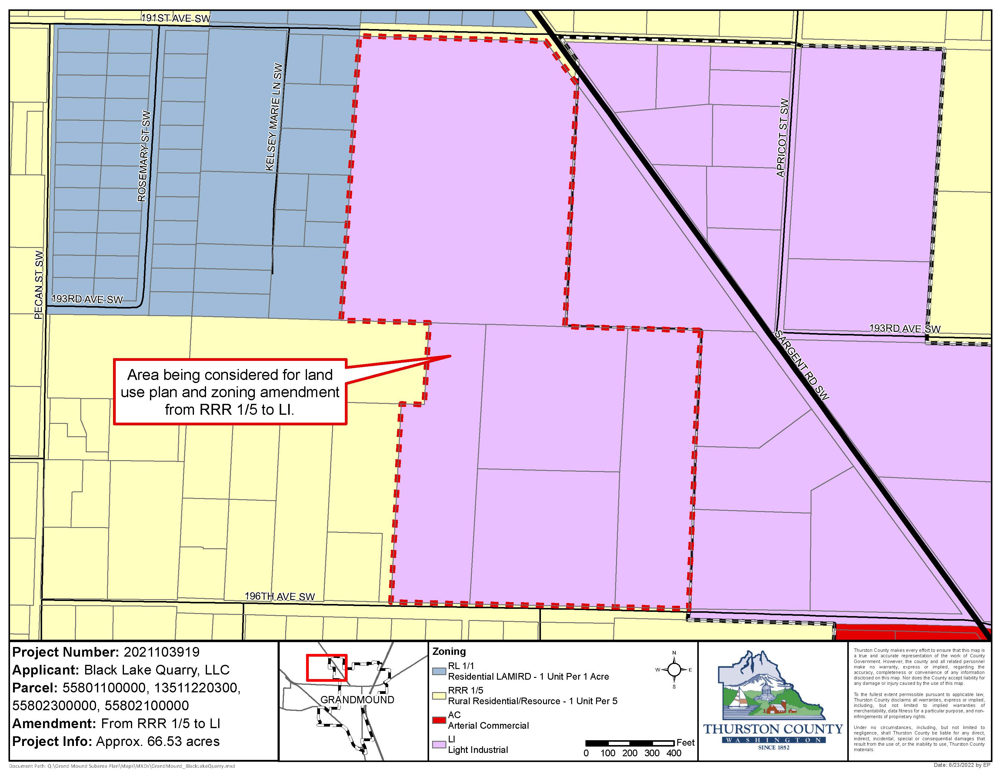 191ST AVE SW
KELSEY MARIE LN SW
ROSEMARY ST SW
APRICOT ST SW
PECAN ST SW
193RD AVE SW
193RD AVE SW
SARGENT RD SW
Area being considered for land
use plan and zoning amendment
from RRR 1/5 to LI.
196TH AVE SW
Project Number: 2021103919
Applicant: Black Lake Quarry, LLC
Parcel: 55801100000, 13511220300,
55802300000, 55802100000
Amendment: From RRR 1/5 to LI
Project Info: Approx. 66.53 acres
GRANDMOUND
Zoning
RL 1/1
Residential LAMIRD - 1 Unit Per 1 Acre
RRR 1/5
Rural Residential/Resource - 1 Unit Per 5
AC
Arterial Commercial
LI
Light Industrial
N
W
E
S
Feet
0 100 200 300 400
THURSTON COUNTY
WASHINGTON
SINCE 1852
Thurston County makes every effort to ensure that this map is
a true and accurate representation of the work of County
Government. However, the county and all related personnel
make no warranty, express or implied, regarding the
accuracy, completeness or convenience of any information
disclosed on this map. Nor does the County accept liability for
any damage or injury caused by the use of this map.
To the fullest extent permissible pursuant to applicable law,
Thurston County disclaims all warranties, express or implied,
including, but not limited to implied warranties of
merchantability, data fitness for a particular purpose, and non-
infringements of proprietary rights.
Under no circumstances, including, but not limited to
negligence, shall Thurston County be liable for any direct,
indirect, incidental, special or consequential damages that
result from the use of, or the inability to use, Thurston County
materials.
Document Path: Q:\Grand Mound Subarea Plan\Maps\MXDs\GrandMound_BlackLakeQuarry.mxd
Date: 8/23/2022 by EP